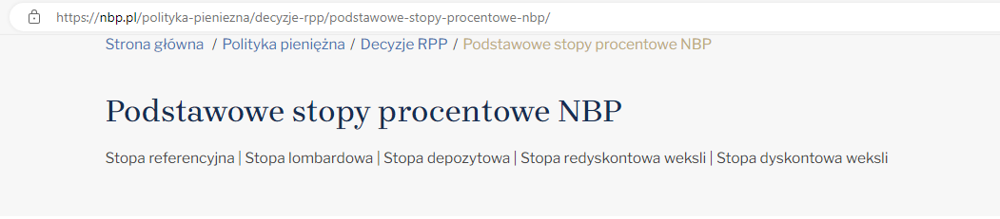 https://nbp.pl/polityka-pieniezna/decyzje-rpp/podstawowe-stopy-procentowe-nbp/
Strona główna / Polityka pieniężna / Decyzje RPP / Podstawowe stopy procentowe NBP
Podstawowe stopy procentowe NBP
Stopa referencyjna | Stopa lombardowa | Stopa depozytowa | Stopa redyskontowa weksli | Stopa dyskontowa weksli